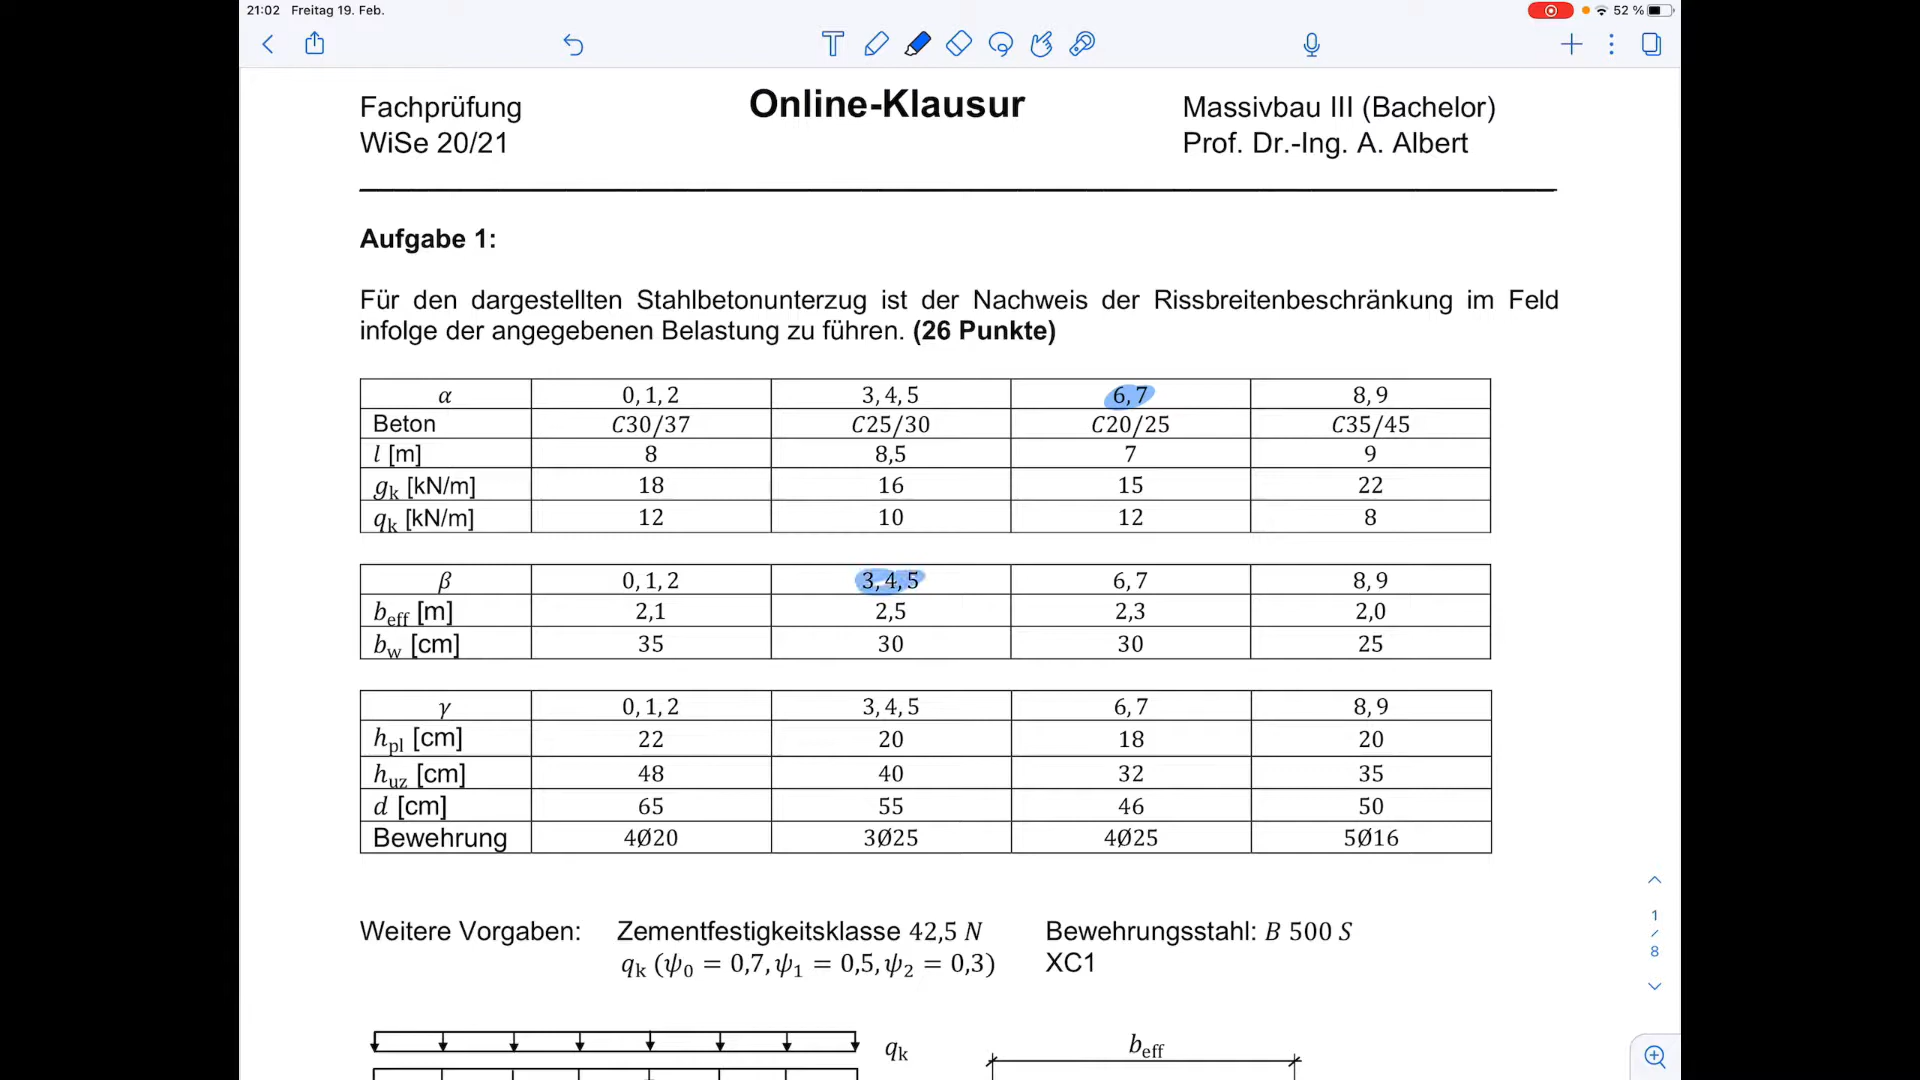 21:02 Freitag 19. Feb. 52 %
Fachprüfung Online-Klausur Massivbau III (Bachelor)
WiSe 20/21 Prof. Dr.-Ing. A. Albert
Aufgabe 1:
Für den dargestellten Stahlbetonunterzug ist der Nachweis der Rissbreitenbeschränkung im Feld
infolge der angegebenen Belastung zu führen. (26 Punkte)
α 0, 1, 2 3, 4, 5 6, 7 8, 9
Beton C30/37 C25/30 C20/25 C35/45
l [m] 8 8,5 7 9
gk [kN/m] 18 16 15 22
qk [kN/m] 12 10 12 8
β 0, 1, 2 3, 4, 5 6, 7 8, 9
beff [m] 2,1 2,5 2,3 2,0
bw [cm] 35 30 30 25
γ 0, 1, 2 3, 4, 5 6, 7 8, 9
hpl [cm] 22 20 18 20
huz [cm] 48 40 32 35
d [cm] 65 55 46 50
Bewehrung 4Ø20 3Ø25 4Ø25 5Ø16
Weitere Vorgaben: Zementfestigkeitsklasse 42,5 N Bewehrungsstahl: B 500 S
qk (ψ0 = 0,7, ψ1 = 0,5, ψ2 = 0,3) XC1
1
/
8
qk beff